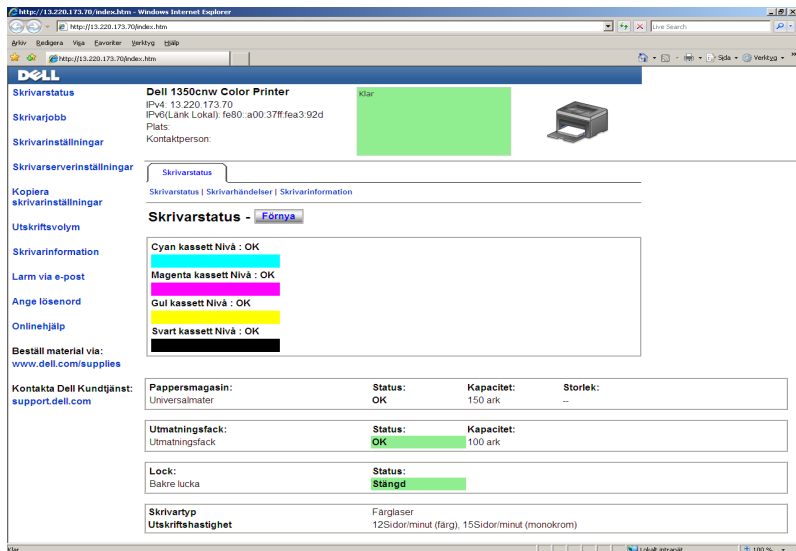 http://13.220.173.70/index.htm - Windows Internet Explorer
http://13.220.173.70/index.htm
Live Search
Arkiv Redigera Visa Favoriter Verktyg Hjälp
http://13.220.173.70/index.htm
Sida Verktyg
DELL
Skrivarstatus
Skrivarjobb
Skrivarinställningar
Skrivarserverinställningar
Kopiera
skrivarinställningar
Utskriftsvolym
Skrivarinformation
Larm via e-post
Ange lösenord
Onlinehjälp
Beställ material via:
www.dell.com/supplies
Kontakta Dell Kundtjänst:
support.dell.com
Dell 1350cnw Color Printer
IPv4: 13.220.173.70
IPv6(Länk Lokal): fe80::a00:37ff:fea3:92d
Plats:
Kontaktperson:
Klar
Skrivarstatus
Skrivarstatus | Skrivarhändelser | Skrivarinformation
Skrivarstatus - Förnya
Cyan kassett Nivå : OK
Magenta kassett Nivå : OK
Gul kassett Nivå : OK
Svart kassett Nivå : OK
Pappersmagasin: Status: Kapacitet: Storlek:
Universalmater OK 150 ark --
Utmatningsfack: Status: Kapacitet:
Utmatningsfack OK 100 ark
Lock: Status:
Bakre lucka Stängd
Skrivartyp Färglaser
Utskriftshastighet 12Sidor/minut (färg), 15Sidor/minut (monokrom)
Klar Lokalt intranät 100 %